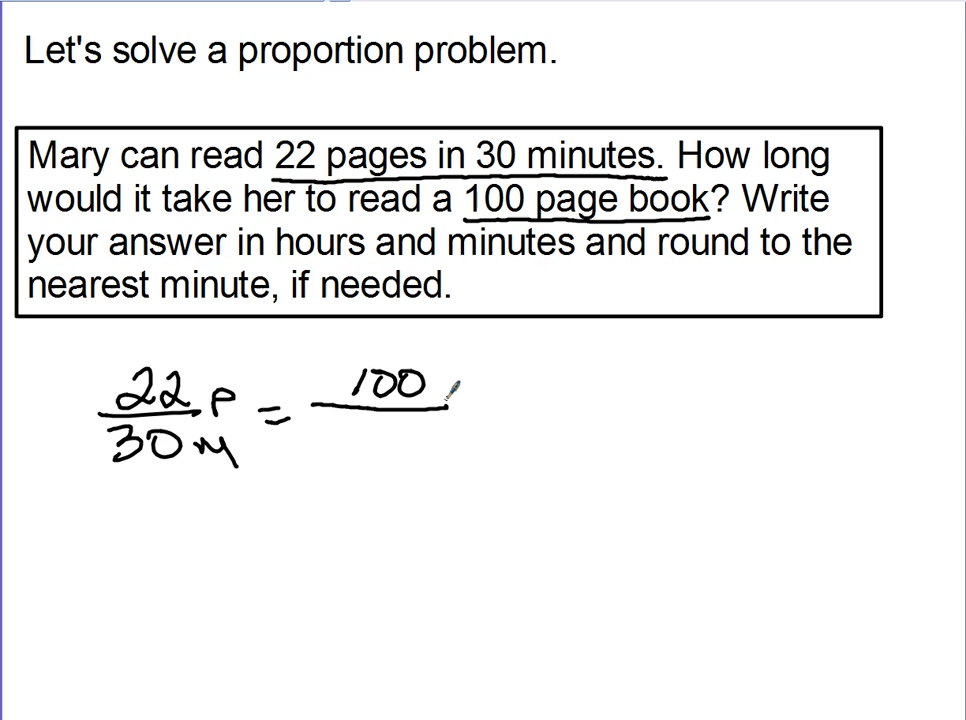 Let's solve a proportion problem.
Mary can read 22 pages in 30 minutes. How long
would it take her to read a 100 page book? Write
your answer in hours and minutes and round to the
nearest minute, if needed.
22 P = 100
30 M